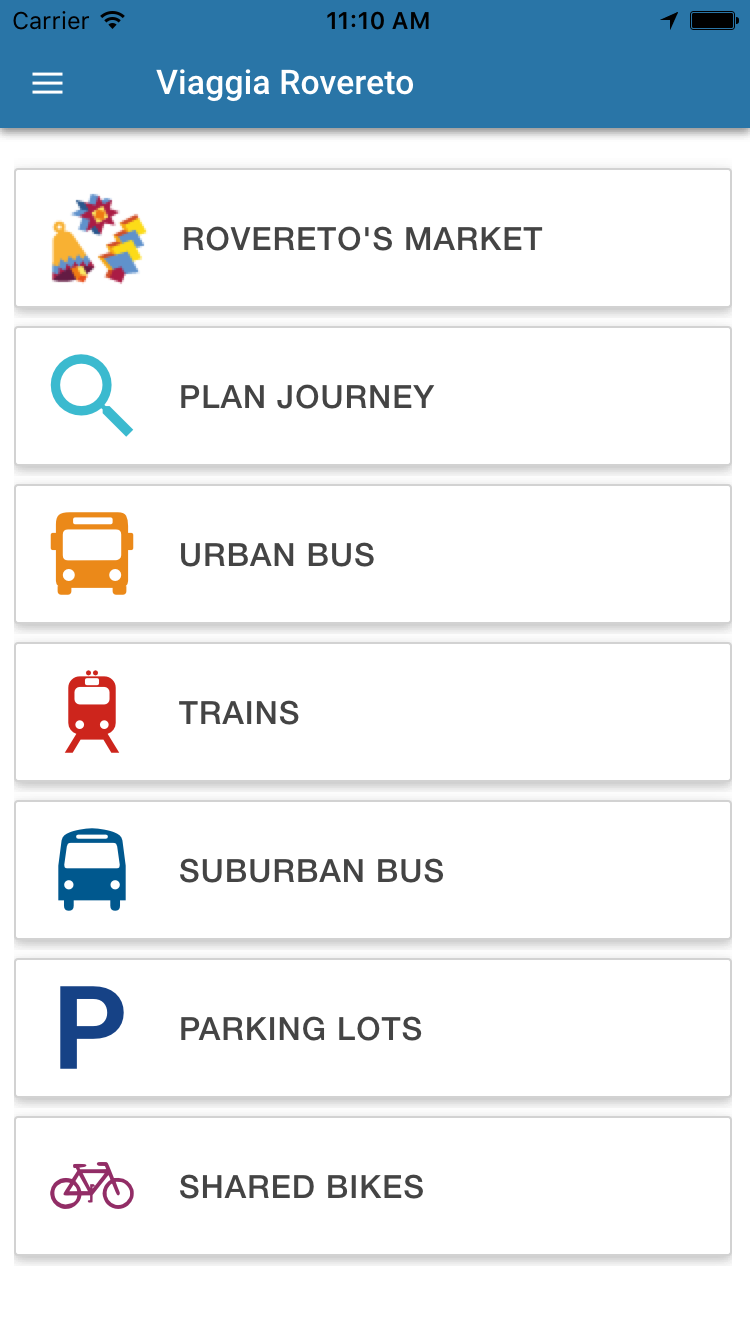 Carrier 11:10 AM
Viaggia Rovereto
ROVERETO'S MARKET
PLAN JOURNEY
URBAN BUS
TRAINS
SUBURBAN BUS
P PARKING LOTS
SHARED BIKES